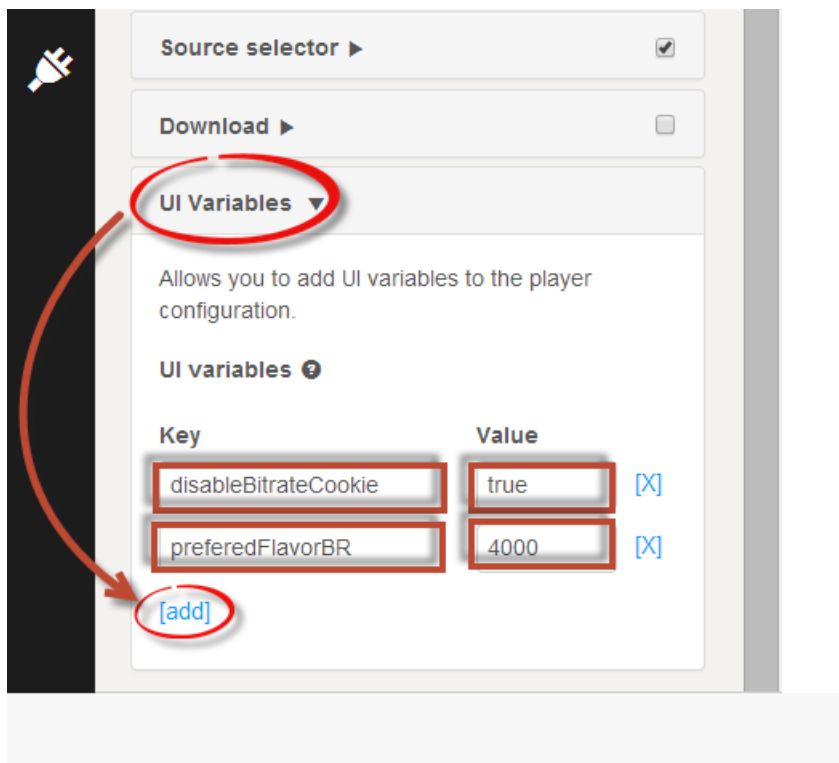 Source selector ▶
Download ▶
UI Variables ▼
Allows you to add UI variables to the player
configuration.
UI variables ?
Key Value
disableBitrateCookie true [X]
preferedFlavorBR 4000 [X]
[add]